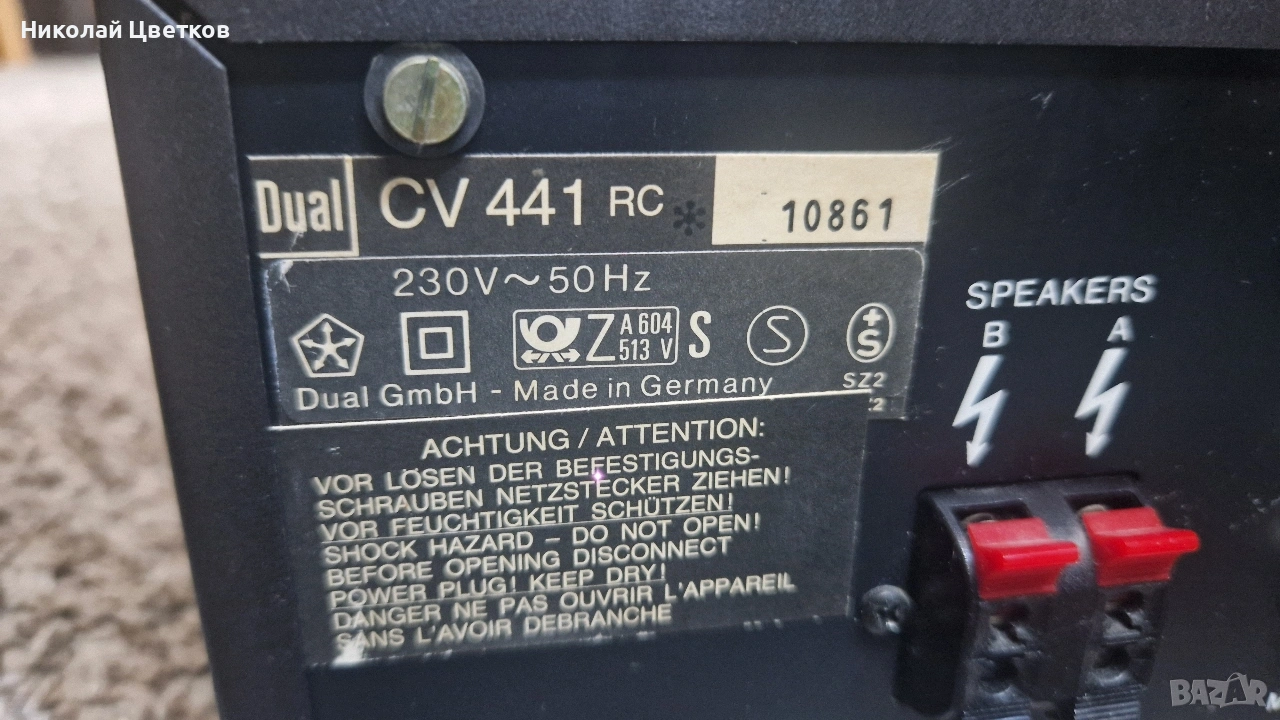 Николай Цветков
Dual CV 441 RC * 10861
230V~50Hz
Z A 604 513 V S S +S
Dual GmbH - Made in Germany SZ2
:2
ACHTUNG / ATTENTION:
VOR LÖSEN DER BEFESTIGUNGS-
SCHRAUBEN NETZSTECKER ZIEHEN!
VOR FEUCHTIGKEIT SCHÜTZEN!
SHOCK HAZARD – DO NOT OPEN!
BEFORE OPENING DISCONNECT
POWER PLUG! KEEP DRY!
DANGER NE PAS OUVRIR L'APPAREIL
SANS L'AVOIR DEBRANCHE
SPEAKERS
B A
BAZAR